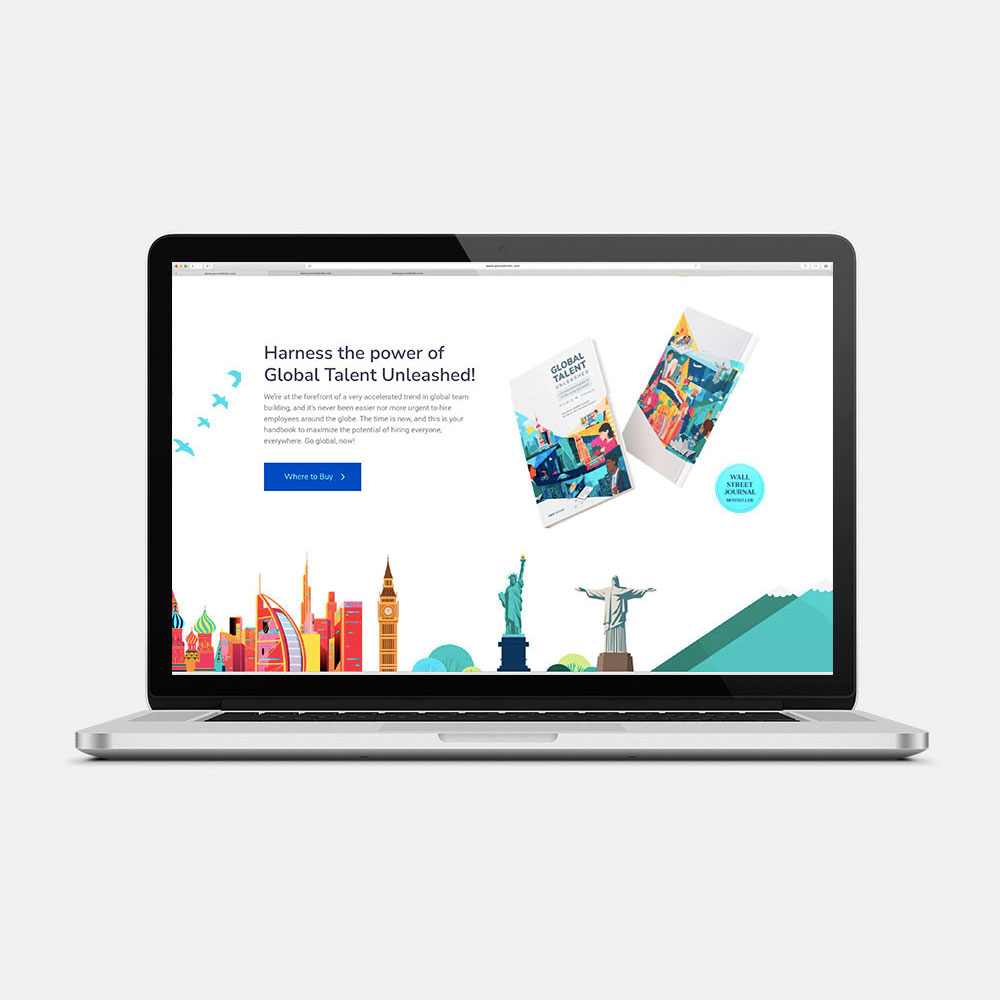 Harness the power of
Global Talent Unleashed!
We're at the forefront of a very accelerated trend in global team
building, and it's never been easier nor more urgent to hire
employees around the globe. The time is now, and this is your
handbook to maximize the potential of hiring everyone,
everywhere. Go global, now!
Where to Buy
GLOBAL
TALENT
UNLEASHED
WALL
STREET
JOURNAL
BESTSELLER